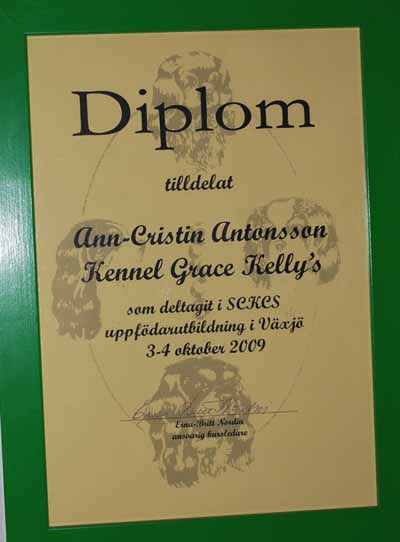 Diplom
tilldelat
Ann-Cristin Antonsson
Kennel Grace Kelly's
som deltagit i SCKCS
uppfödarutbildning i Växjö
3-4 oktober 2009
Erna-Britt Nordin
ansvarig kursledare